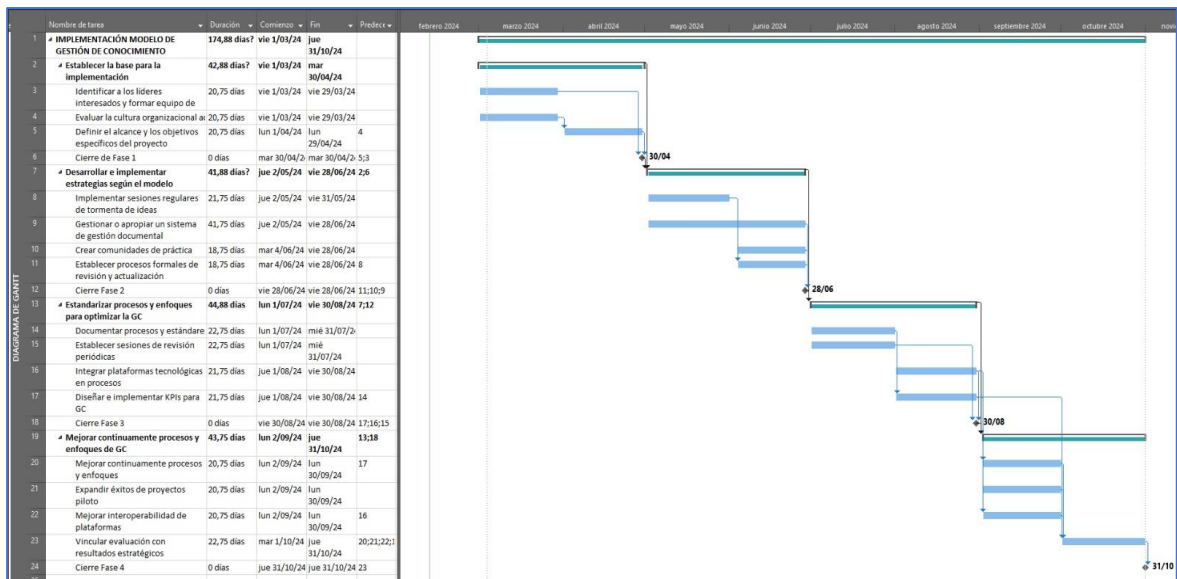 Nombre de tarea Duración Comienzo Fin Predece febrero 2024 marzo 2024 abril 2024 mayo 2024 junio 2024 julio 2024 agosto 2024 septiembre 2024 octubre 2024 novi
DIAGRAMA DE GANTT
1 IMPLEMENTACIÓN MODELO DE 174,88 días? vie 1/03/24 jue
GESTIÓN DE CONOCIMIENTO 31/10/24
2 Establecer la base para la 42,88 días? vie 1/03/24 mar
implementación 30/04/24
3 Identificar a los líderes 20,75 días vie 1/03/24 vie 29/03/24
interesados y formar equipo de
4 Evaluar la cultura organizacional a 20,75 días vie 1/03/24 vie 29/03/24
5 Definir el alcance y los objetivos 20,75 días lun 1/04/24 lun 4
específicos del proyecto 29/04/24
6 Cierre de Fase 1 0 días mar 30/04/2 mar 30/04/2 5;3
30/04
7 Desarrollar e implementar 41,88 días? jue 2/05/24 vie 28/06/24 2;6
estrategias según el modelo
8 Implementar sesiones regulares 21,75 días jue 2/05/24 vie 31/05/24
de tormenta de ideas
9 Gestionar o apropiar un sistema 41,75 días jue 2/05/24 vie 28/06/24
de gestión documental
10 Crear comunidades de práctica 18,75 días mar 4/06/24 vie 28/06/24
11 Establecer procesos formales de 18,75 días mar 4/06/24 vie 28/06/24 8
revisión y actualización
12 Cierre Fase 2 0 días vie 28/06/24 vie 28/06/24 11;10;9
28/06
13 Estandarizar procesos y enfoques 44,88 días lun 1/07/24 vie 30/08/24 7;12
para optimizar la GC
14 Documentar procesos y estándare 22,75 días lun 1/07/24 mié 31/07/2
15 Establecer sesiones de revisión 22,75 días lun 1/07/24 mié
periódicas 31/07/24
16 Integrar plataformas tecnológicas 21,75 días jue 1/08/24 vie 30/08/24
en procesos
17 Diseñar e implementar KPIs para 21,75 días jue 1/08/24 vie 30/08/24 14
GC
18 Cierre Fase 3 0 días vie 30/08/24 vie 30/08/24 17;16;15
30/08
19 Mejorar continuamente procesos y 43,75 días lun 2/09/24 jue 13;18
enfoques de GC 31/10/24
20 Mejorar continuamente procesos 20,75 días lun 2/09/24 lun 17
y enfoques 30/09/24
21 Expandir éxitos de proyectos 20,75 días lun 2/09/24 lun
piloto 30/09/24
22 Mejorar interoperabilidad de 20,75 días lun 2/09/24 lun 16
plataformas 30/09/24
23 Vincular evaluación con 22,75 días mar 1/10/24 jue 20;21;22;1
resultados estratégicos 31/10/24
24 Cierre Fase 4 0 días jue 31/10/24 jue 31/10/24 23
31/10